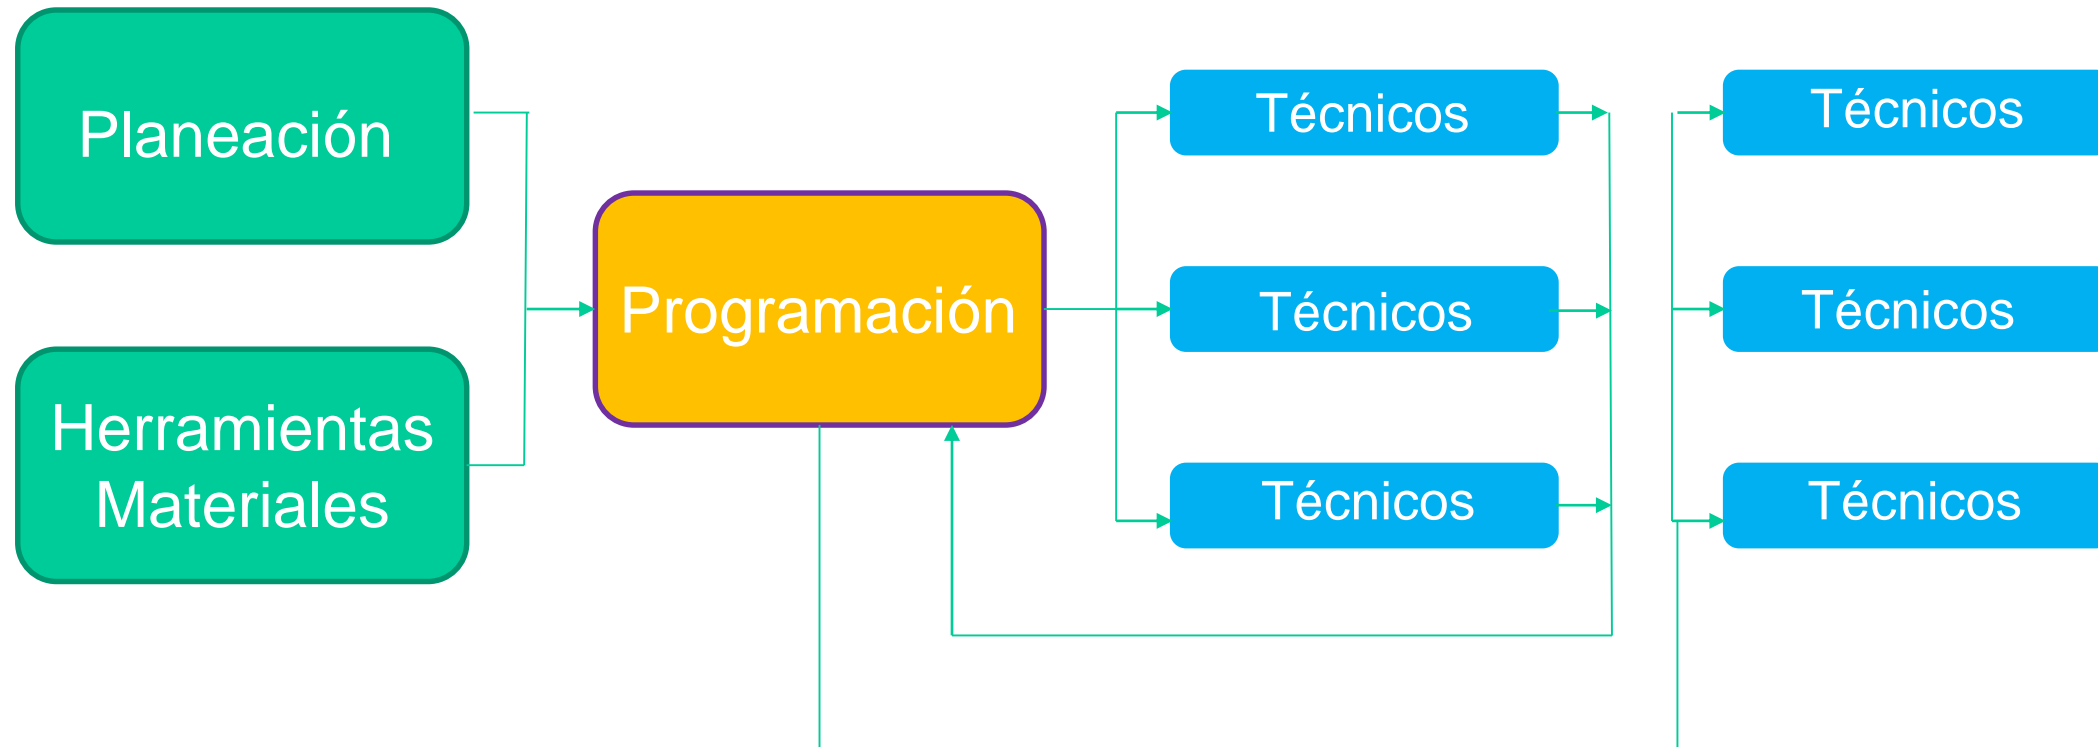 Planeación
Herramientas
Materiales
Programación
Técnicos
Técnicos
Técnicos
Técnicos
Técnicos
Técnicos